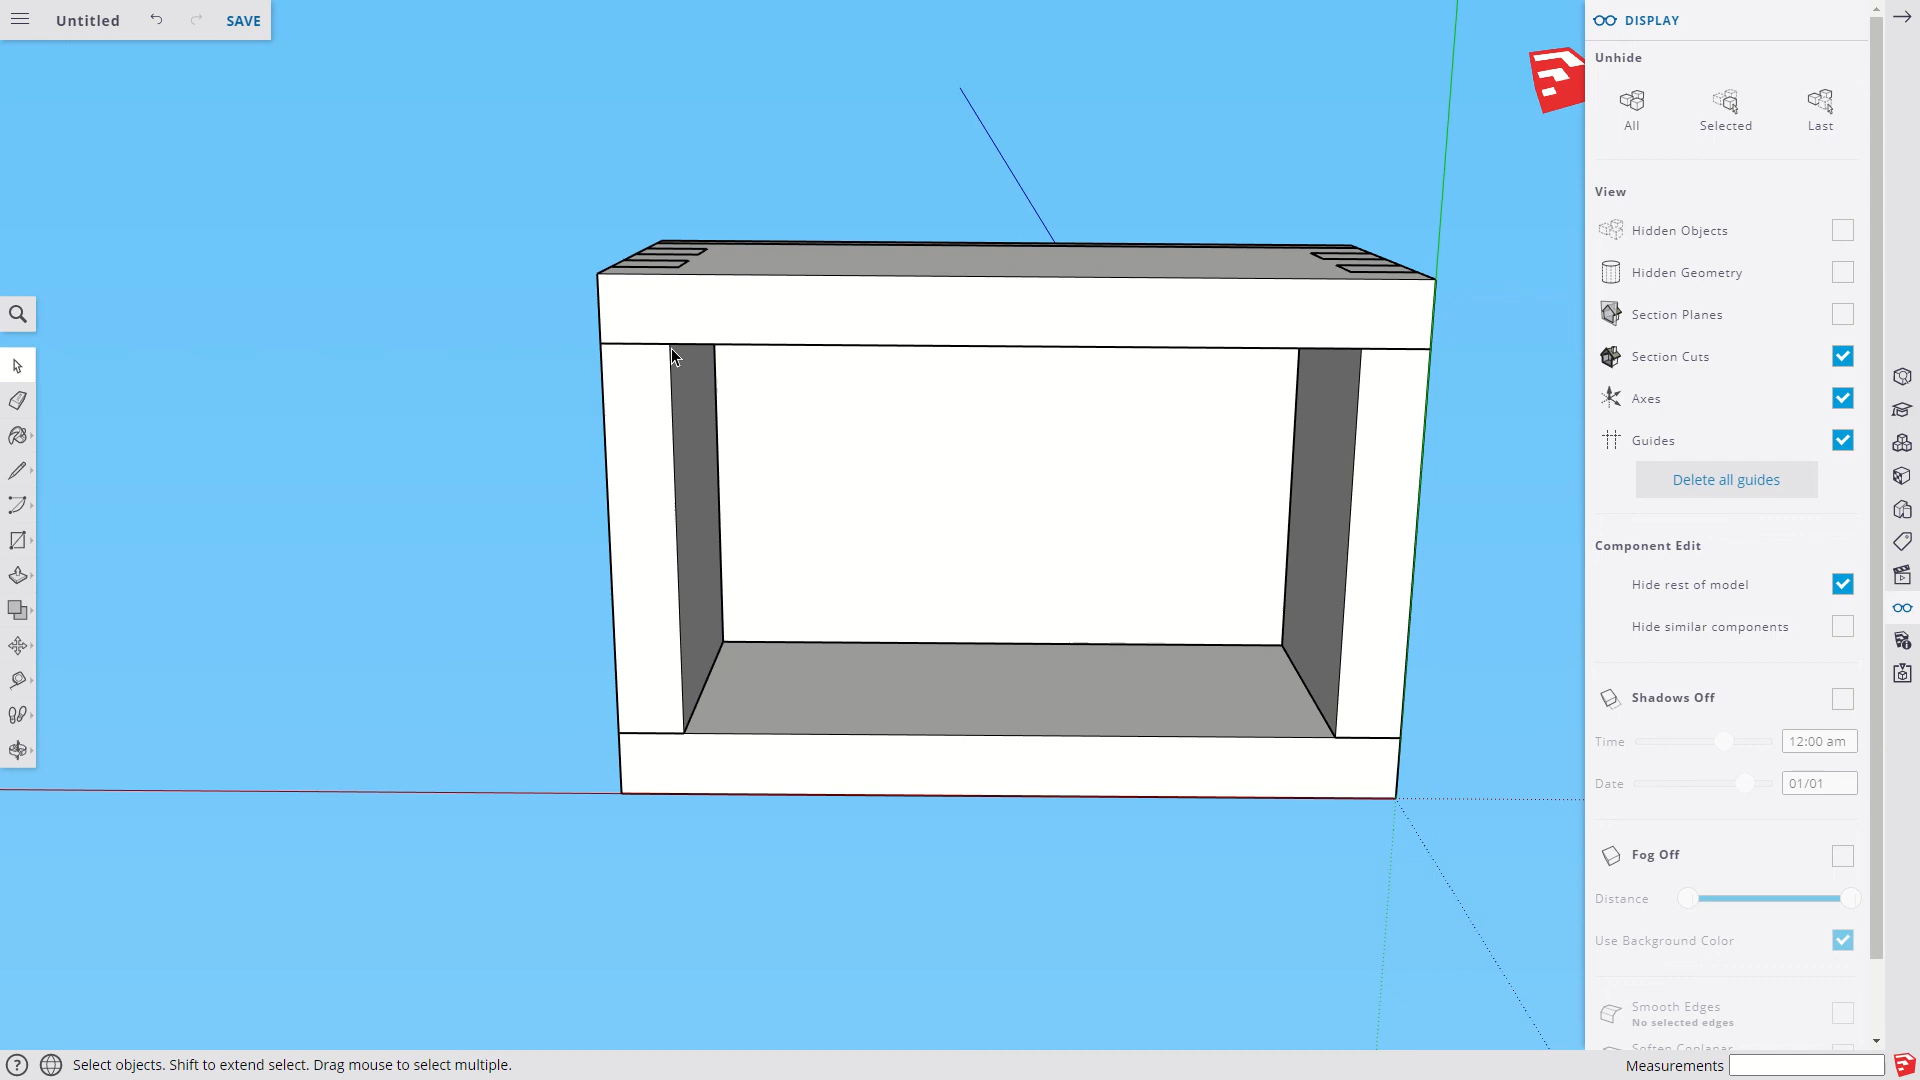 Untitled
SAVE
DISPLAY
Unhide
All
Selected
Last
View
Hidden Objects
Hidden Geometry
Section Planes
Section Cuts
Axes
Guides
Delete all guides
Component Edit
Hide rest of model
Hide similar components
Shadows Off
Time
12:00 am
Date
01/01
Fog Off
Distance
Use Background Color
Smooth Edges
No selected edges
Soften Coplanar
Select objects. Shift to extend select. Drag mouse to select multiple.
Measurements